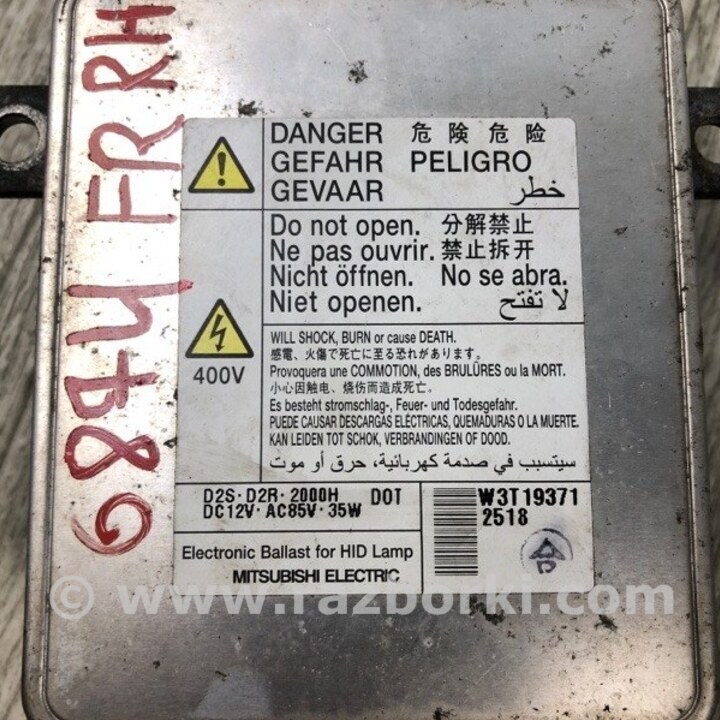 687У FR RH
DANGER 危険危险
GEFAHR PELIGRO
GEVAAR خطر
Do not open. 分解禁止
Ne pas ouvrir. 禁止拆开
Nicht öffnen. No se abra.
Niet openen. لا تفتح
400V
WILL SHOCK, BURN or cause DEATH.
感電、火傷で死亡に至る恐れがあります。
Provoquera une COMMOTION, des BRULÛRES ou la MORT.
小心因触电、烧伤而造成死亡。
Es besteht stromschlag-, Feuer- und Todesgefahr.
PUEDE CAUSAR DESCARGAS ELÉCTRICAS, QUEMADURAS O LA MUERTE.
KAN LEIDEN TOT SCHOK, VERBRANDINGEN OF DOOD.
سيتسبب في صدمة كهربائية، حرق أو موت
D2S·D2R·2000H DOT
DC12V·AC85V·35W
W3T19371
2518
Electronic Ballast for HID Lamp
MITSUBISHI ELECTRIC
© www.razborki.com